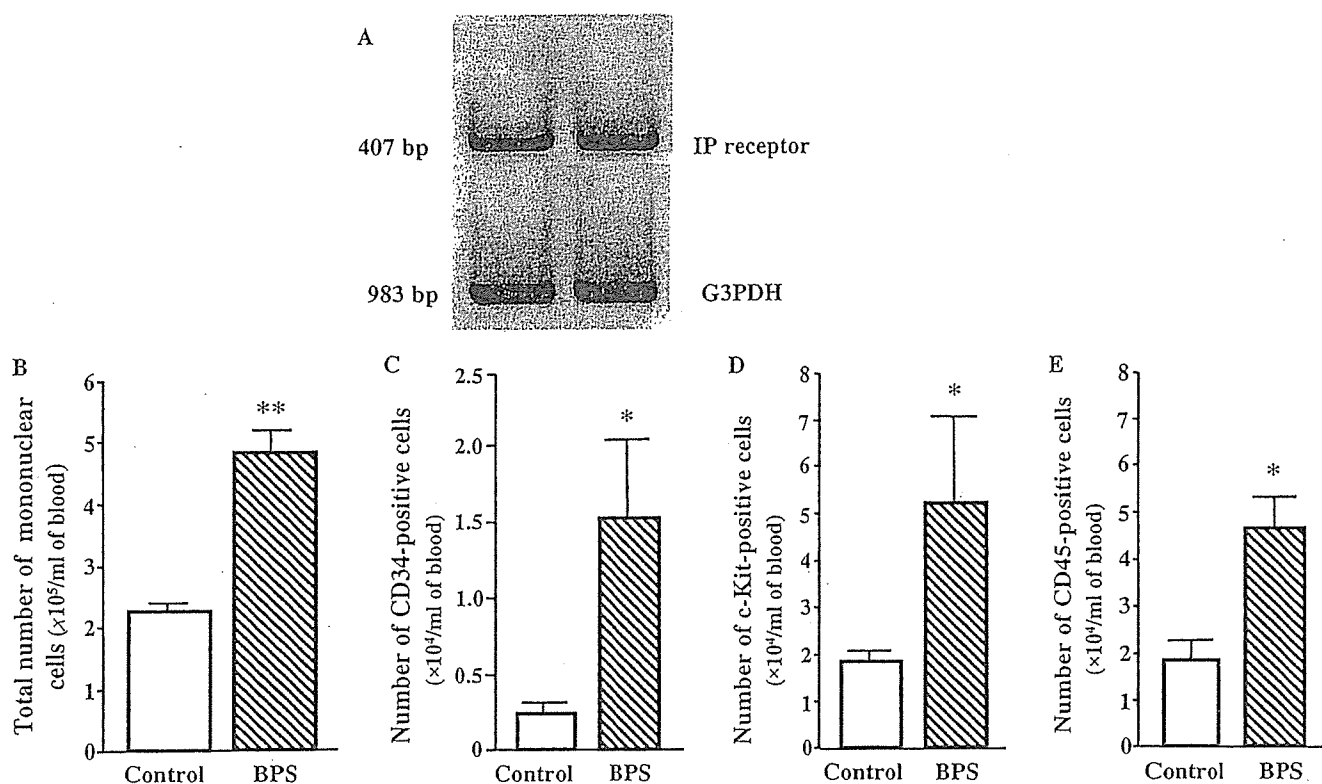 A
407 bp
IP receptor
983 bp
G3PDH
B
Total number of mononuclear
cells (×10⁵/ml of blood)
6
5
4
3
2
1
0
**
Control
BPS
C
Number of CD34-positive cells
(×10⁴/ml of blood)
2.5
2.0
1.5
1.0
0.5
0
*
Control
BPS
D
Number of c-Kit-positive cells
(×10⁴/ml of blood)
8
7
6
5
4
3
2
1
0
*
Control
BPS
E
Number of CD45-positive cells
(×10⁴/ml of blood)
8
7
6
5
4
3
2
1
0
*
Control
BPS